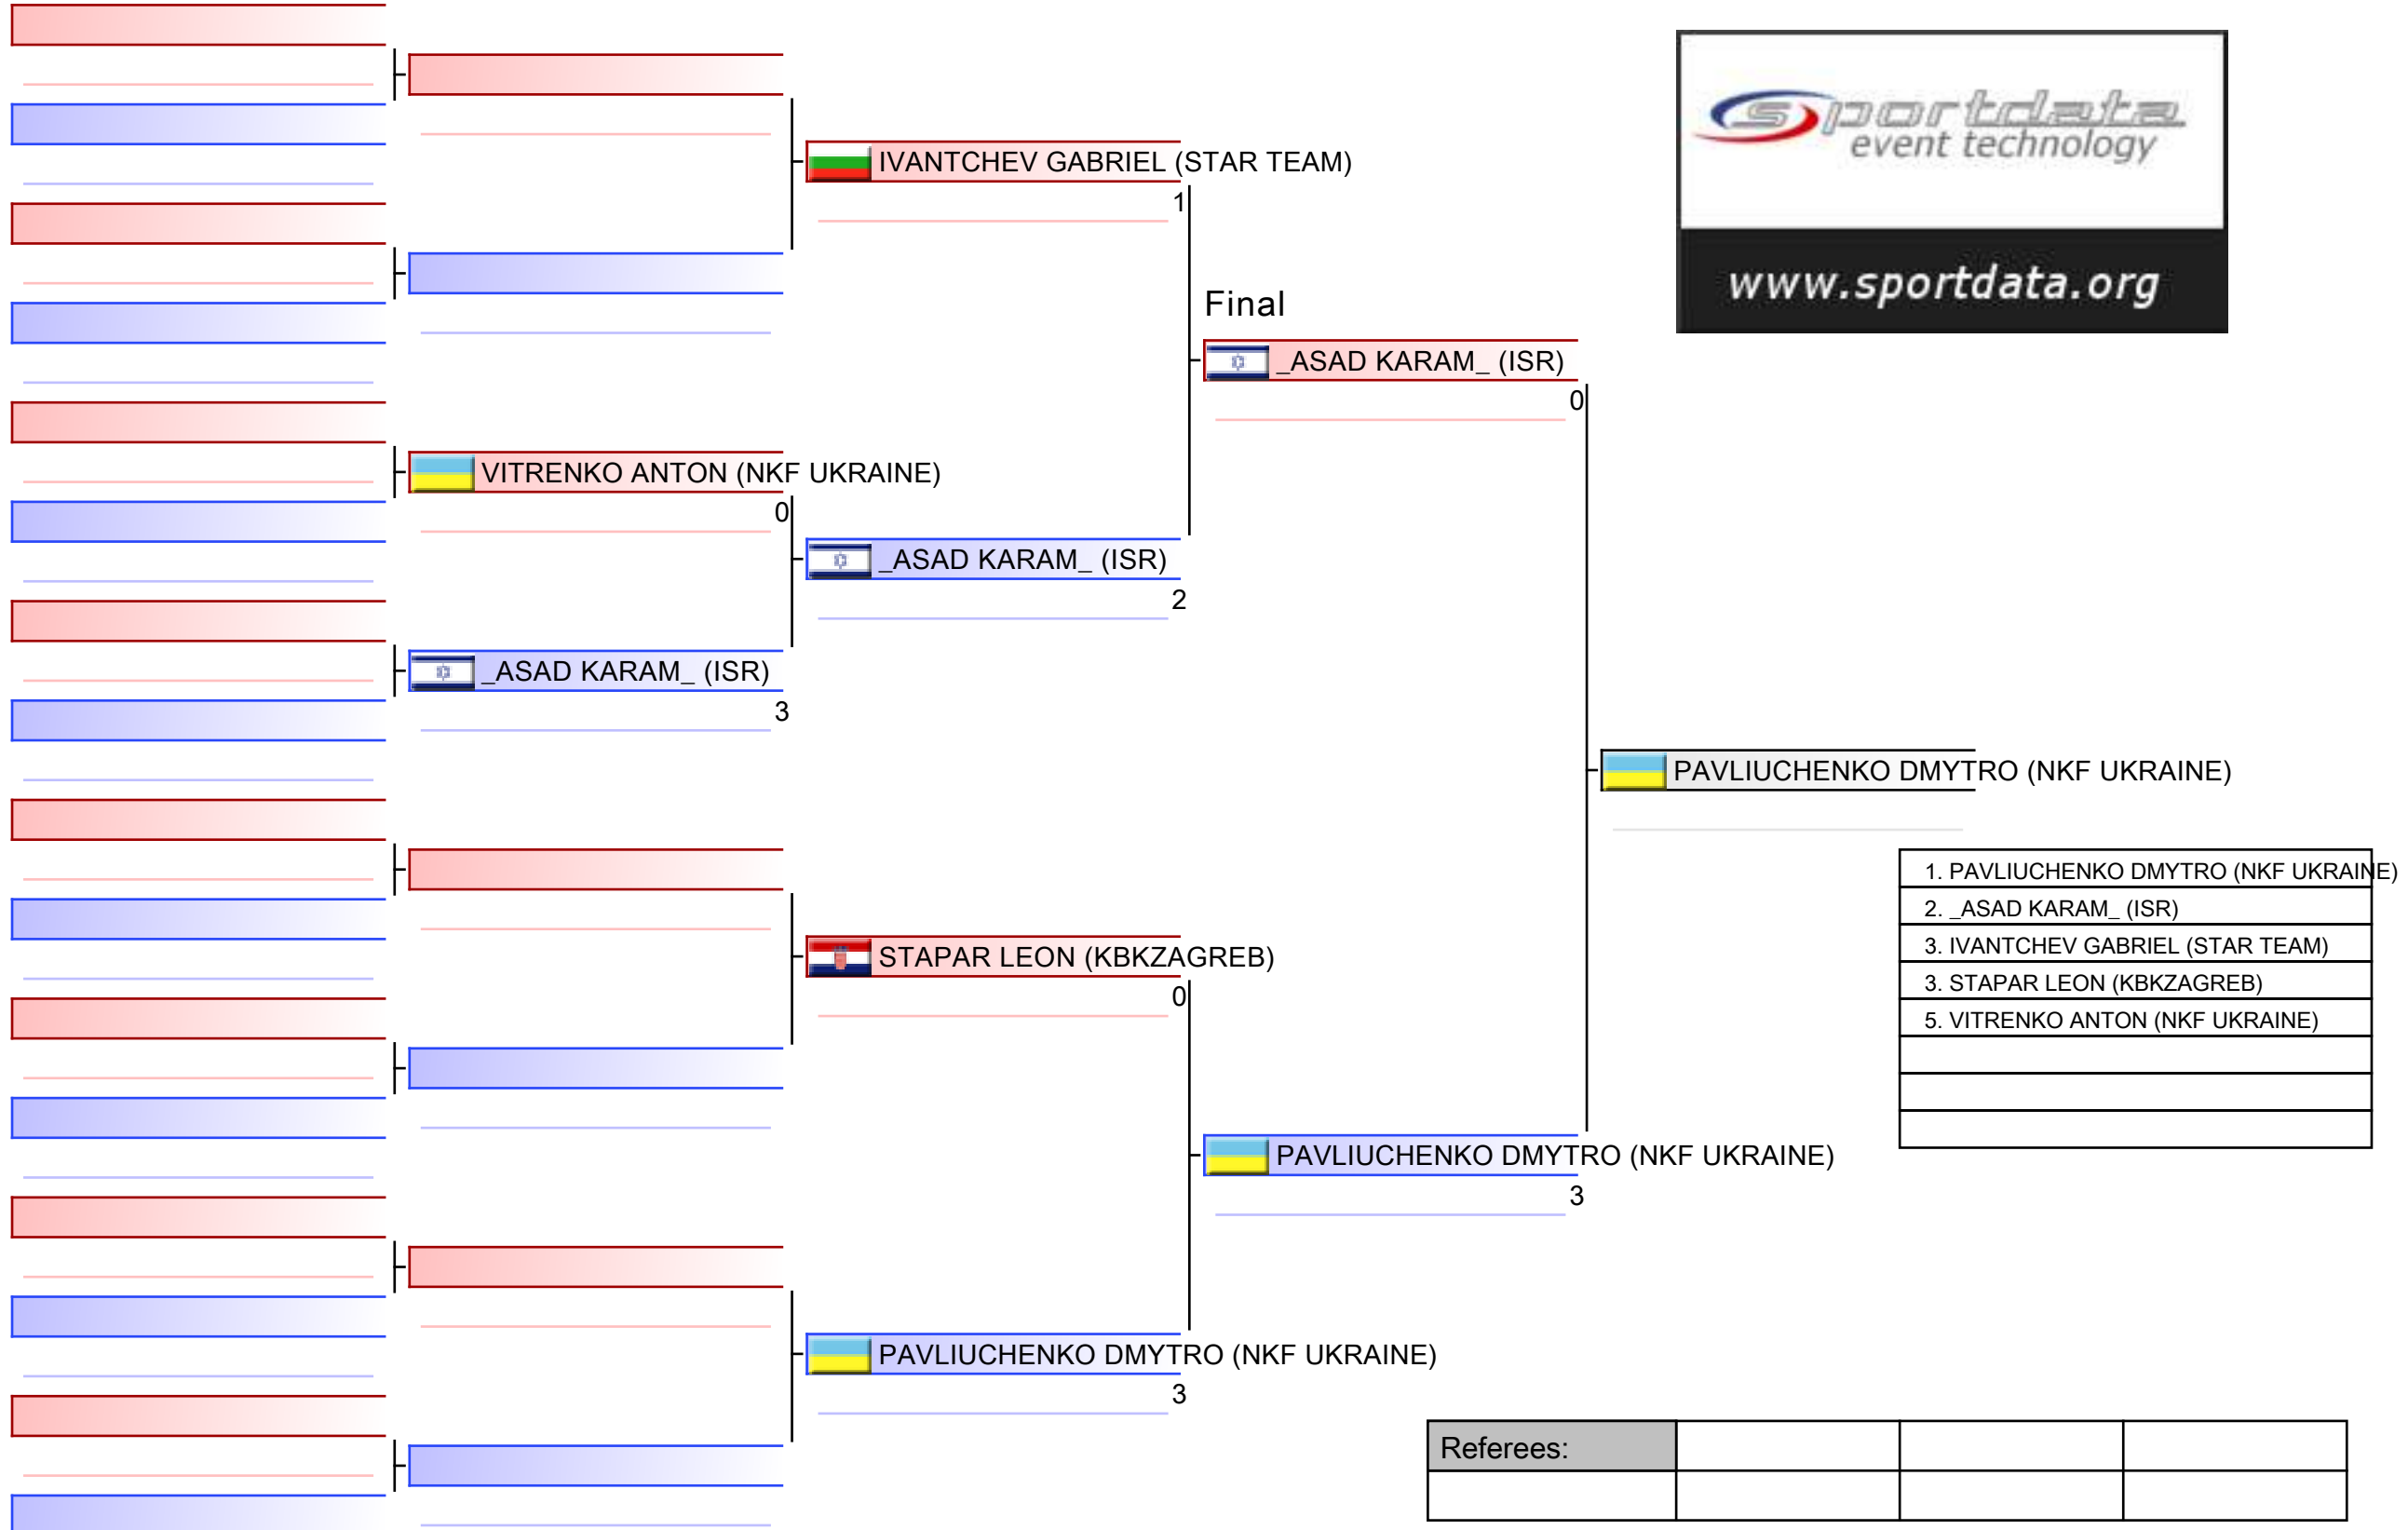 sportdata
event technology
www.sportdata.org
IVANTCHEV GABRIEL (STAR TEAM)
1
Final
_ASAD KARAM_ (ISR)
0
VITRENKO ANTON (NKF UKRAINE)
0
_ASAD KARAM_ (ISR)
2
_ASAD KARAM_ (ISR)
3
PAVLIUCHENKO DMYTRO (NKF UKRAINE)
1. PAVLIUCHENKO DMYTRO (NKF UKRAINE)
2. _ASAD KARAM_ (ISR)
3. IVANTCHEV GABRIEL (STAR TEAM)
3. STAPAR LEON (KBKZAGREB)
5. VITRENKO ANTON (NKF UKRAINE)
STAPAR LEON (KBKZAGREB)
0
PAVLIUCHENKO DMYTRO (NKF UKRAINE)
3
PAVLIUCHENKO DMYTRO (NKF UKRAINE)
3
Referees: